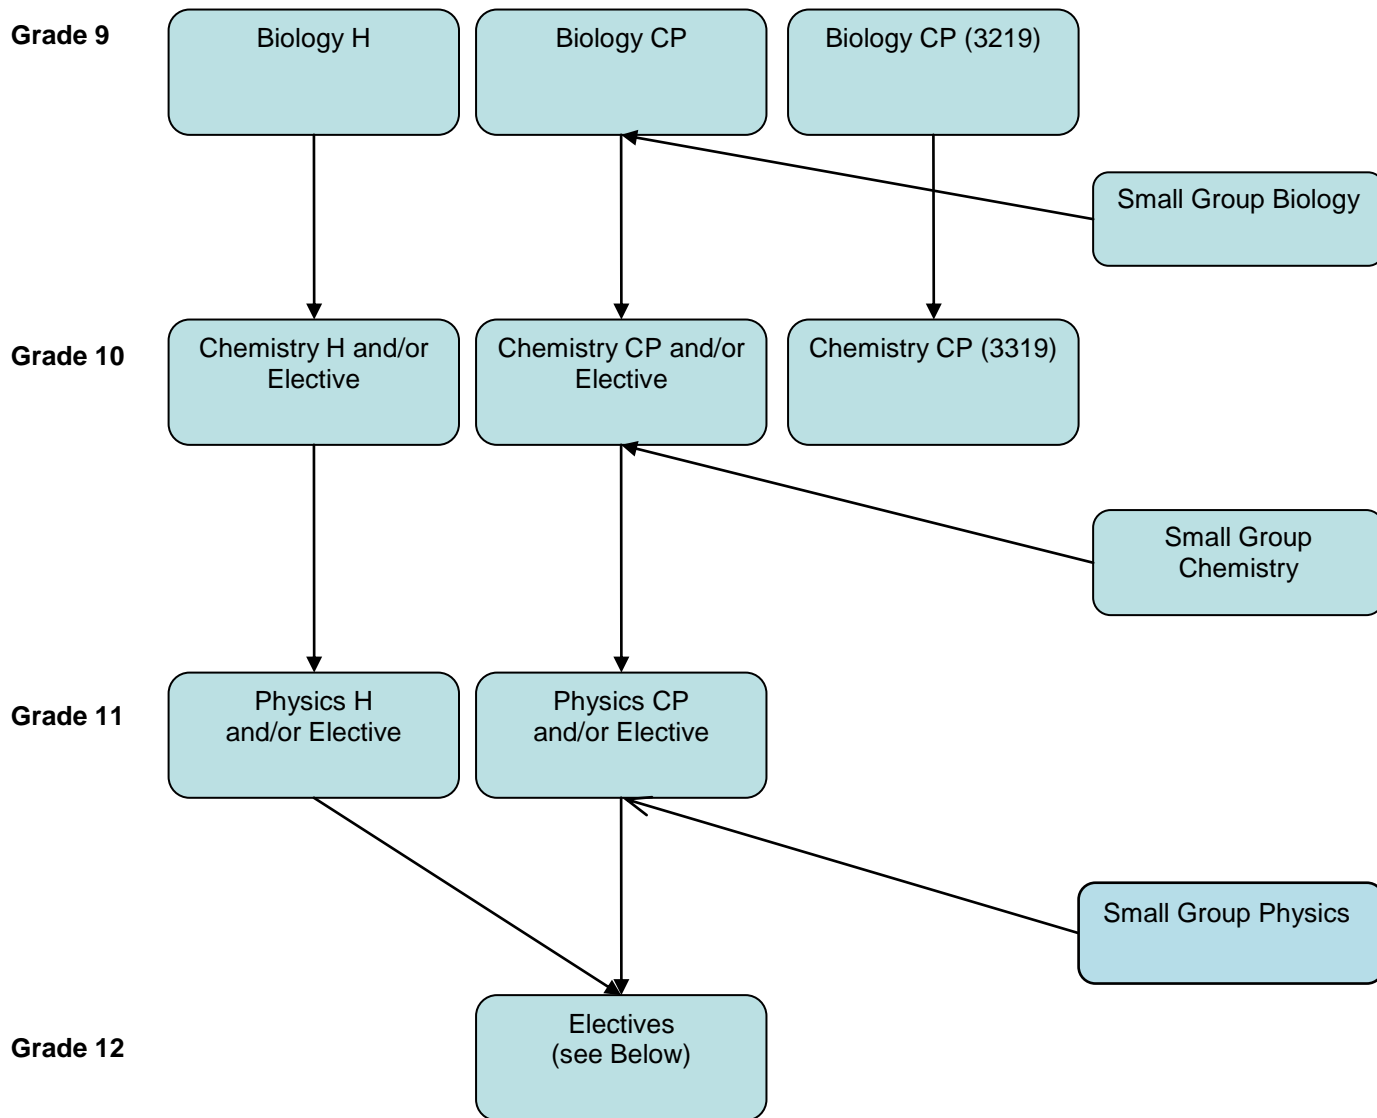 Grade 9
Biology H
Biology CP
Biology CP (3219)
Small Group Biology
Grade 10
Chemistry H and/or
Elective
Chemistry CP and/or
Elective
Chemistry CP (3319)
Small Group
Chemistry
Grade 11
Physics H
and/or Elective
Physics CP
and/or Elective
Small Group Physics
Grade 12
Electives
(see Below)